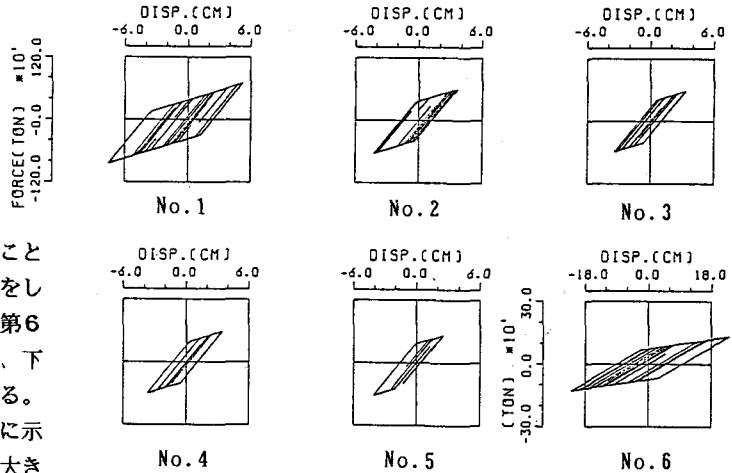 DISP.(CM)
-6.0 0.0 6.0
FORCE(TON) *10¹
120.0
-0.0
-120.0
No.1
DISP.(CM)
-6.0 0.0 6.0
No.2
DISP.(CM)
-6.0 0.0 6.0
No.3
こと
をし
第6
、下
る。
に示
大き
DISP.(CM)
-6.0 0.0 6.0
No.4
DISP.(CM)
-6.0 0.0 6.0
No.5
DISP.(CM)
-18.0 0.0 18.0
(TON) *10¹
30.0
0.0
-30.0
No.6